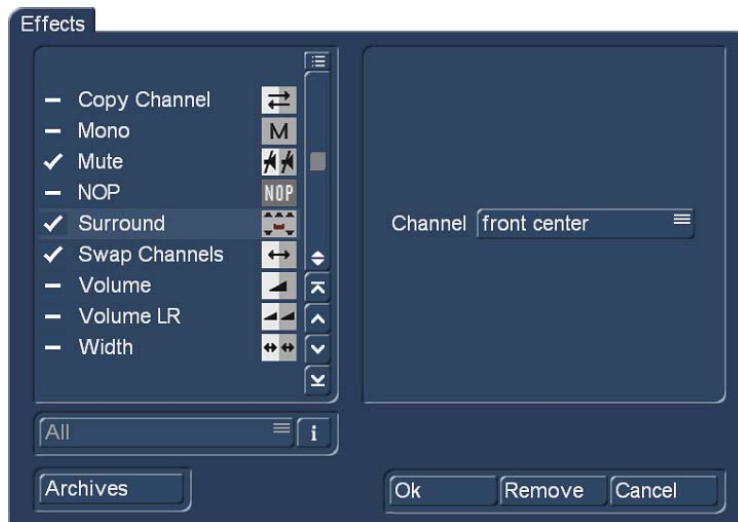 Effects
Copy Channel
Mono M
Mute
NOP NOP
Surround
Swap Channels
Volume
Volume LR
Width
Channel front center
All i
Archives
Ok Remove Cancel